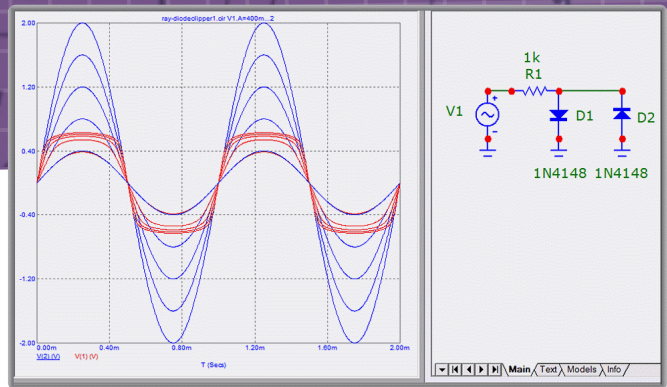 ray-diodeclipper1.cir V1.A=400m...2
2.00
1.20
0.40
-0.40
-1.20
-2.00
0.00m 0.40m 0.80m 1.20m 1.60m 2.00m
V(2) (V) V(1) (V)
T (Secs)
1k
R1
V1
+
-
D1
D2
1N4148 1N4148
Main Text Models Info